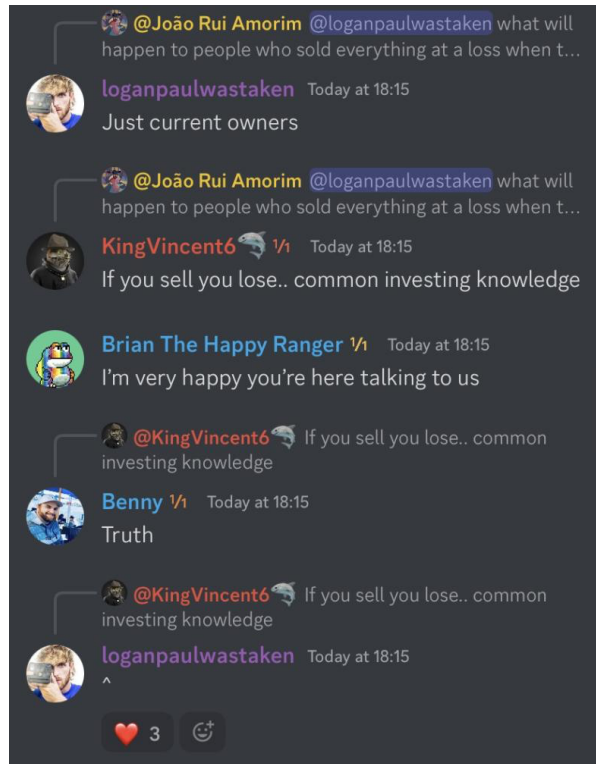 @João Rui Amorim @loganpaulwastaken what will
happen to people who sold everything at a loss when t...
loganpaulwastaken Today at 18:15
Just current owners
@João Rui Amorim @loganpaulwastaken what will
happen to people who sold everything at a loss when t...
KingVincent6🐬 1/1 Today at 18:15
If you sell you lose.. common investing knowledge
Brian The Happy Ranger 1/1 Today at 18:15
I'm very happy you're here talking to us
@KingVincent6🐬 If you sell you lose.. common
investing knowledge
Benny 1/1 Today at 18:15
Truth
@KingVincent6🐬 If you sell you lose.. common
investing knowledge
loganpaulwastaken Today at 18:15
^
❤️ 3